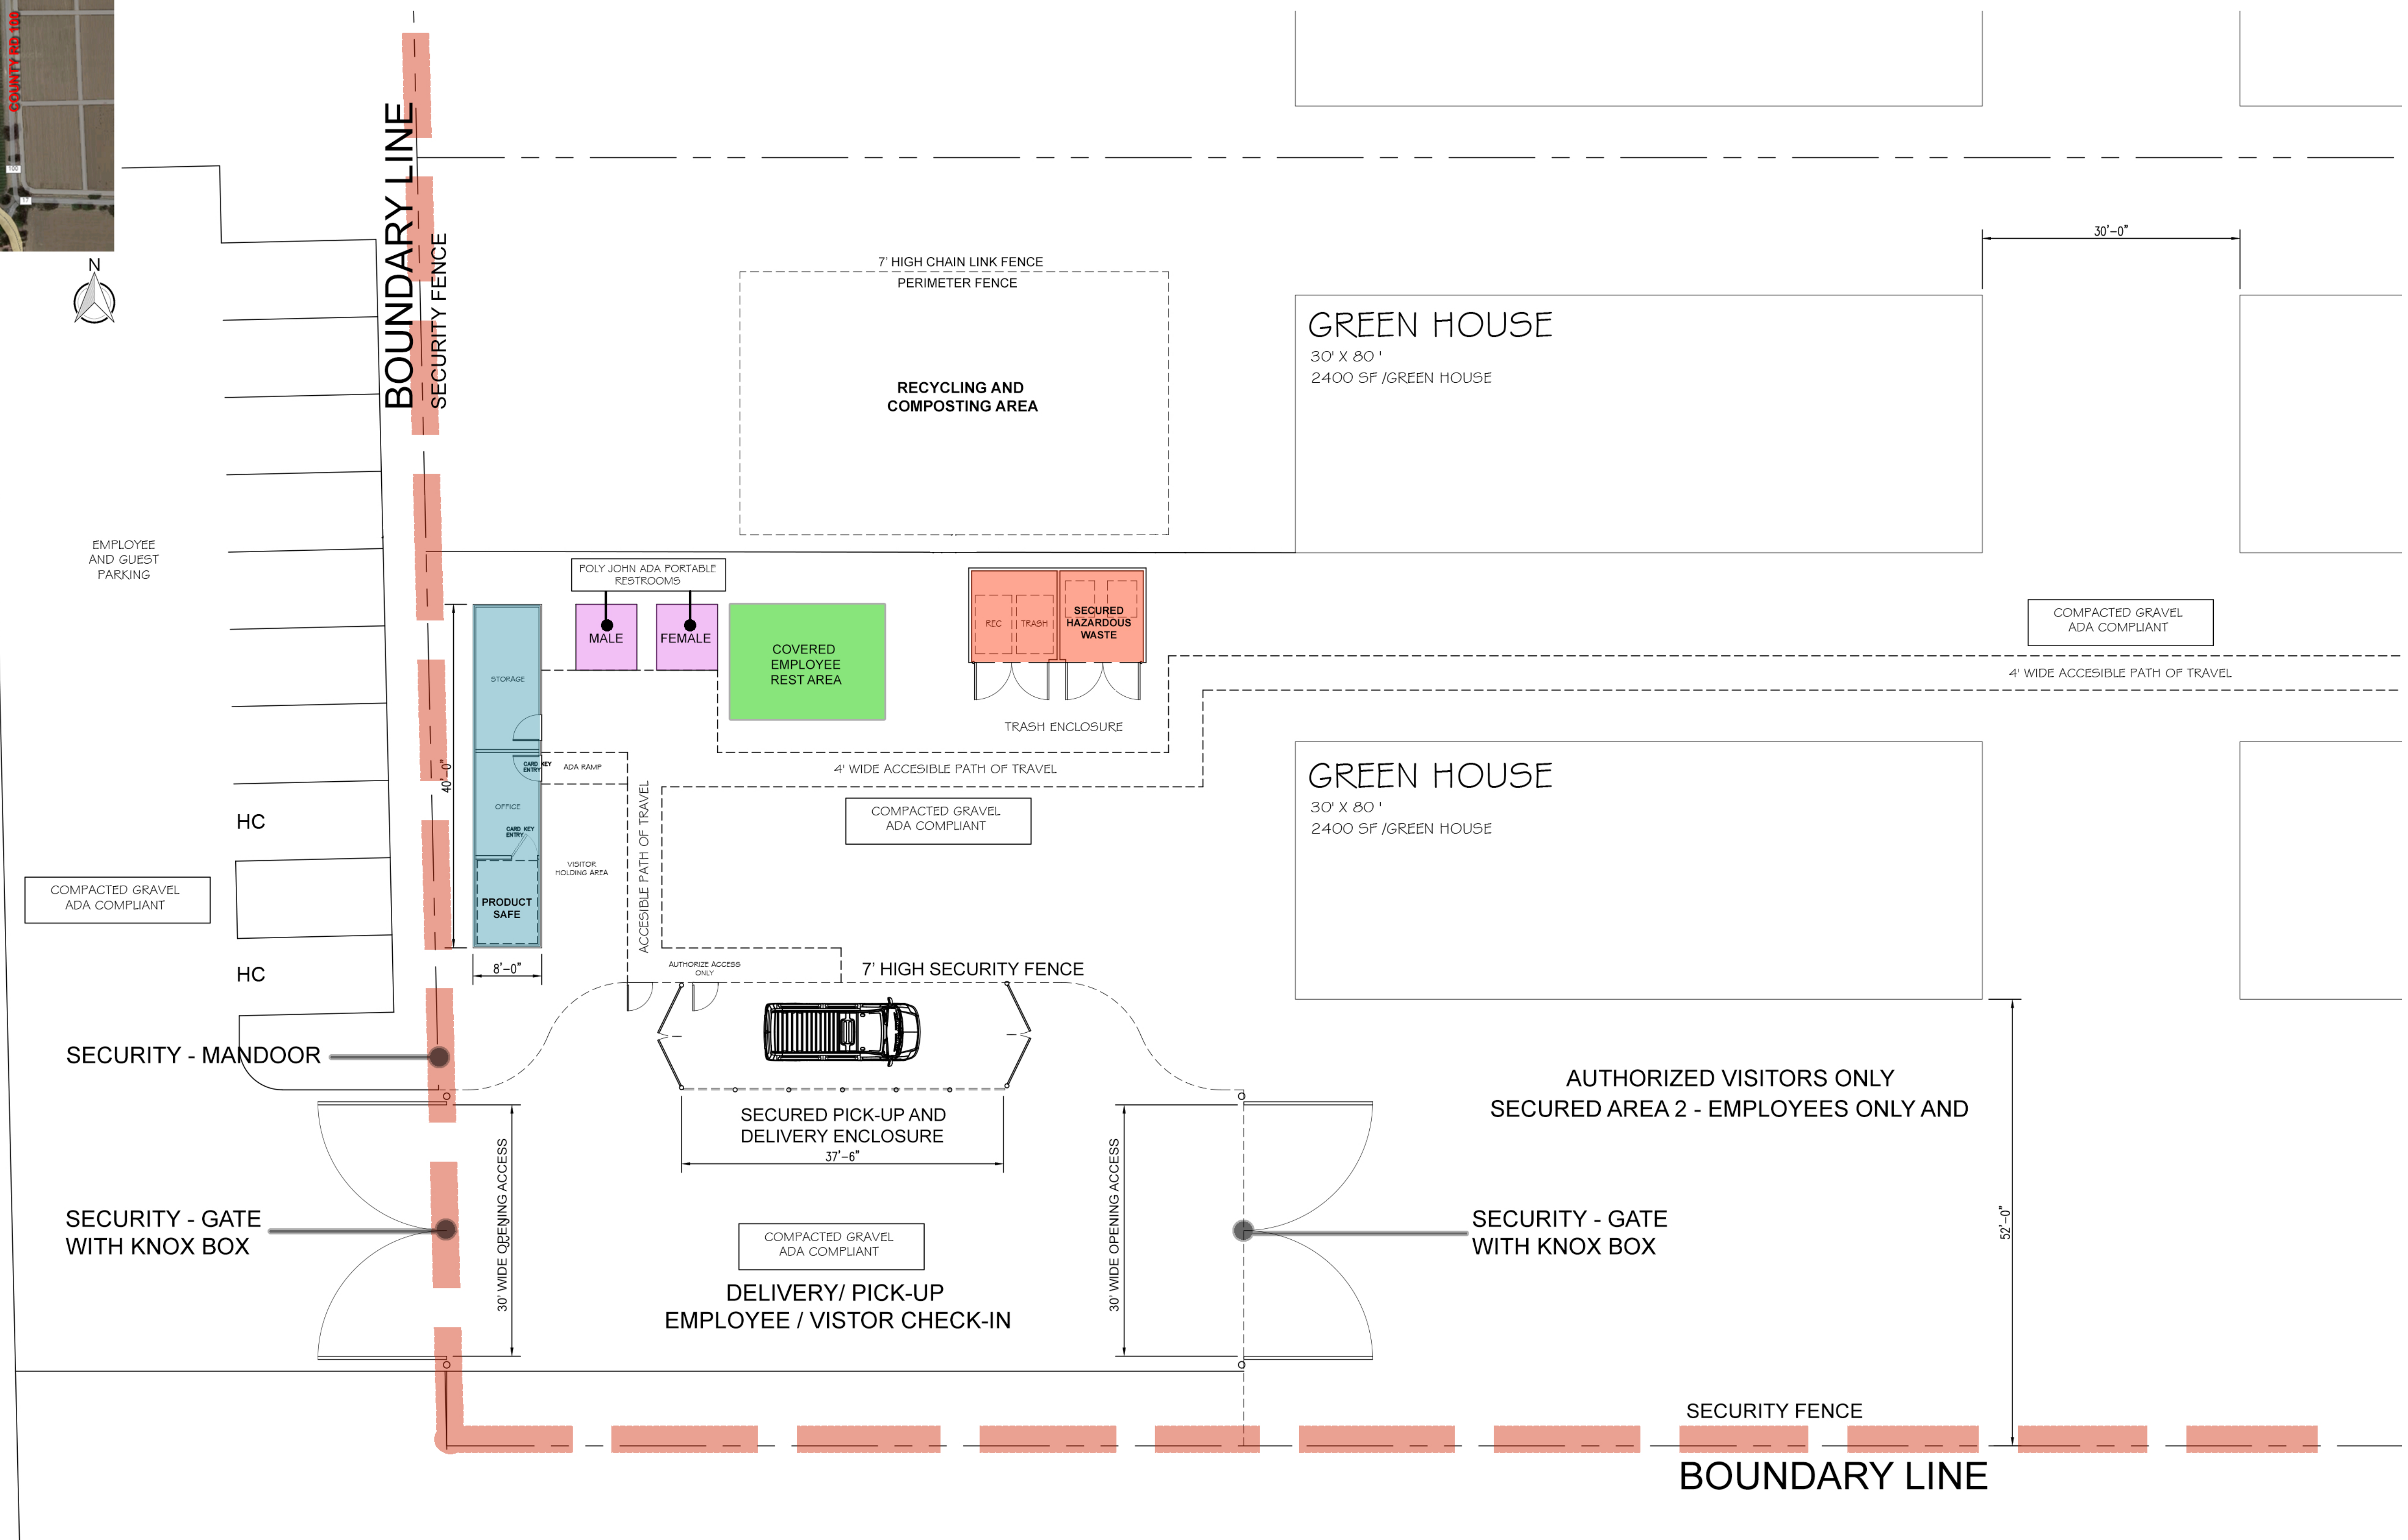 COUNTY RD 100
100
17
N
BOUNDARY LINE
SECURITY FENCE
7' HIGH CHAIN LINK FENCE
PERIMETER FENCE
RECYCLING AND
COMPOSTING AREA
GREEN HOUSE
30' X 80 '
2400 SF /GREEN HOUSE
30'-0"
EMPLOYEE
AND GUEST
PARKING
POLY JOHN ADA PORTABLE
RESTROOMS
MALE
FEMALE
COVERED
EMPLOYEE
REST AREA
REC
TRASH
SECURED
HAZARDOUS
WASTE
TRASH ENCLOSURE
COMPACTED GRAVEL
ADA COMPLIANT
4' WIDE ACCESIBLE PATH OF TRAVEL
STORAGE
40'-0"
CARD KEY
ENTRY
ADA RAMP
OFFICE
CARD KEY
ENTRY
VISITOR
HOLDING AREA
PRODUCT
SAFE
8'-0"
ACCESIBLE PATH OF TRAVEL
4' WIDE ACCESIBLE PATH OF TRAVEL
COMPACTED GRAVEL
ADA COMPLIANT
GREEN HOUSE
30' X 80 '
2400 SF /GREEN HOUSE
HC
COMPACTED GRAVEL
ADA COMPLIANT
HC
AUTHORIZE ACCESS
ONLY
7' HIGH SECURITY FENCE
SECURITY - MANDOOR
SECURED PICK-UP AND
DELIVERY ENCLOSURE
37'-6"
AUTHORIZED VISITORS ONLY
SECURED AREA 2 - EMPLOYEES ONLY AND
SECURITY - GATE
WITH KNOX BOX
30' WIDE OPENING ACCESS
COMPACTED GRAVEL
ADA COMPLIANT
DELIVERY/ PICK-UP
EMPLOYEE / VISTOR CHECK-IN
30' WIDE OPENING ACCESS
SECURITY - GATE
WITH KNOX BOX
52'-0"
SECURITY FENCE
BOUNDARY LINE